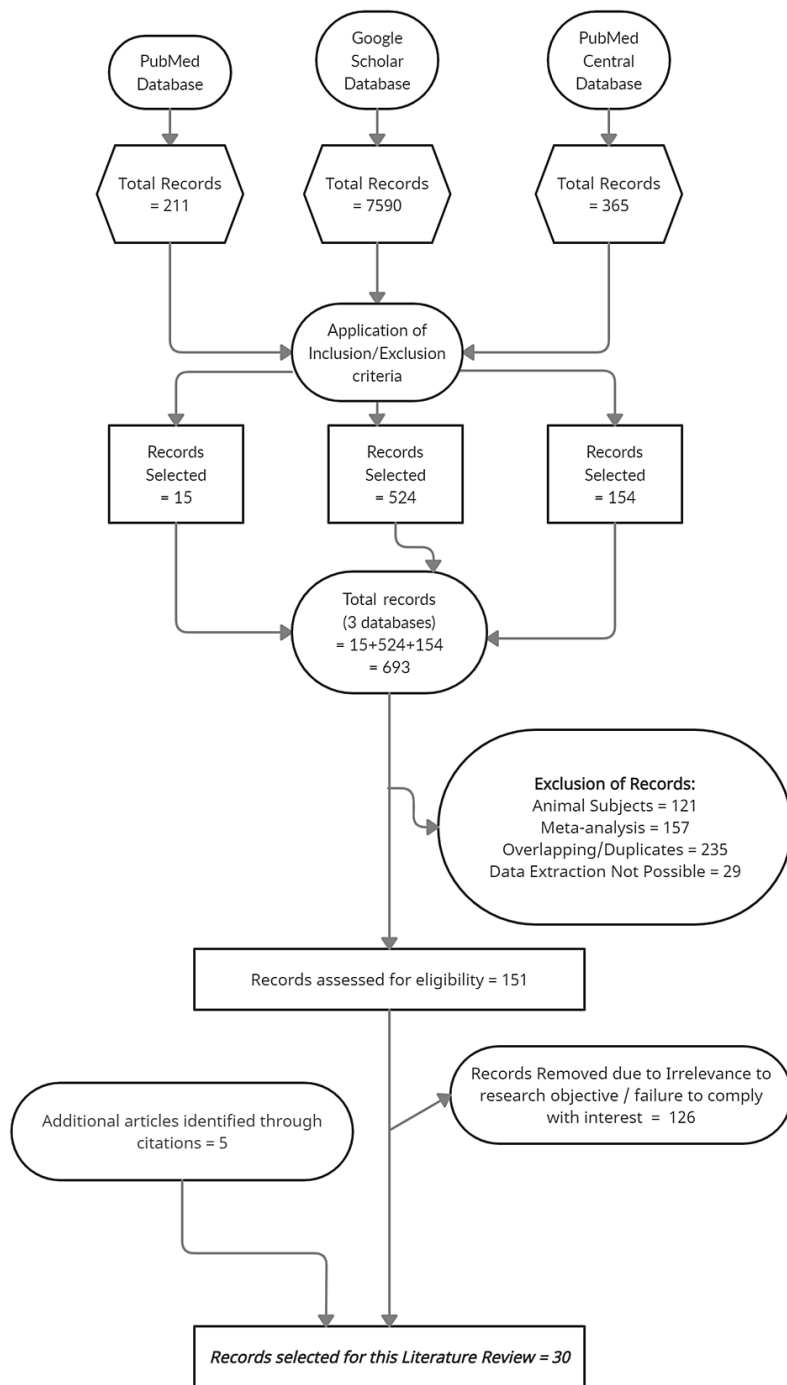 PubMed
Database
Google
Scholar
Database
PubMed
Central
Database
Total Records
= 211
Total Records
= 7590
Total Records
= 365
Application of
Inclusion/Exclusion
criteria
Records
Selected
= 15
Records
Selected
= 524
Records
Selected
= 154
Total records
(3 databases)
= 15+524+154
= 693
Exclusion of Records:
Animal Subjects = 121
Meta-analysis = 157
Overlapping/Duplicates = 235
Data Extraction Not Possible = 29
Records assessed for eligibility = 151
Records Removed due to Irrelevance to
research objective / failure to comply
with interest = 126
Additional articles identified through
citations = 5
Records selected for this Literature Review = 30